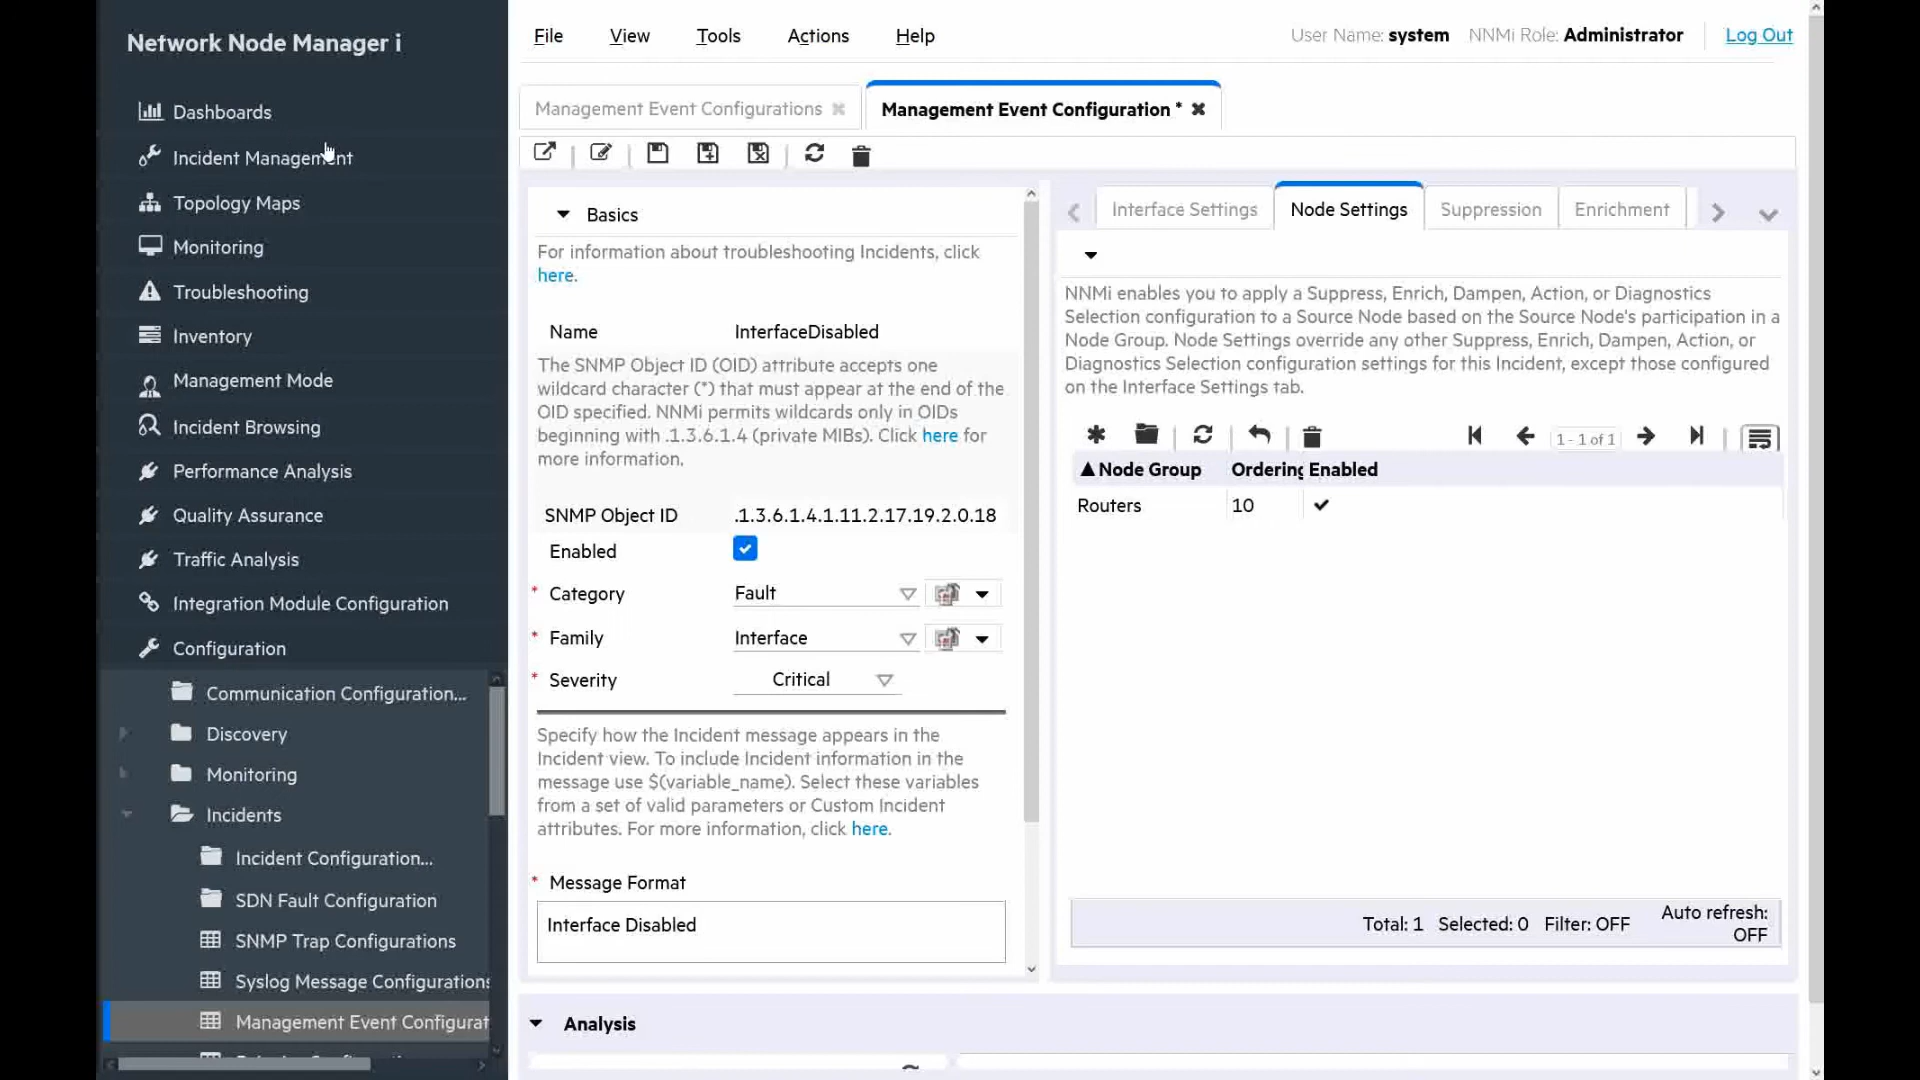 Network Node Manager i
Dashboards
Incident Management
Topology Maps
Monitoring
Troubleshooting
Inventory
Management Mode
Incident Browsing
Performance Analysis
Quality Assurance
Traffic Analysis
Integration Module Configuration
Configuration
Communication Configuration...
Discovery
Monitoring
Incidents
Incident Configuration...
SDN Fault Configuration
SNMP Trap Configurations
Syslog Message Configurations
Management Event Configurat
File View Tools Actions Help
User Name: system NNMi Role: Administrator Log Out
Management Event Configurations
Management Event Configuration *
Basics
For information about troubleshooting Incidents, click
here.
Name InterfaceDisabled
The SNMP Object ID (OID) attribute accepts one
wildcard character (*) that must appear at the end of the
OID specified. NNMi permits wildcards only in OIDs
beginning with .1.3.6.1.4 (private MIBs). Click here for
more information.
SNMP Object ID .1.3.6.1.4.1.11.2.17.19.2.0.18
Enabled
* Category Fault
* Family Interface
* Severity Critical
Specify how the Incident message appears in the
Incident view. To include Incident information in the
message use $(variable_name). Select these variables
from a set of valid parameters or Custom Incident
attributes. For more information, click here.
* Message Format
Interface Disabled
Interface Settings Node Settings Suppression Enrichment
NNMi enables you to apply a Suppress, Enrich, Dampen, Action, or Diagnostics
Selection configuration to a Source Node based on the Source Node's participation in a
Node Group. Node Settings override any other Suppress, Enrich, Dampen, Action, or
Diagnostics Selection configuration settings for this Incident, except those configured
on the Interface Settings tab.
1 - 1 of 1
Node Group Ordering Enabled
Routers 10
Total: 1 Selected: 0 Filter: OFF Auto refresh:
OFF
Analysis